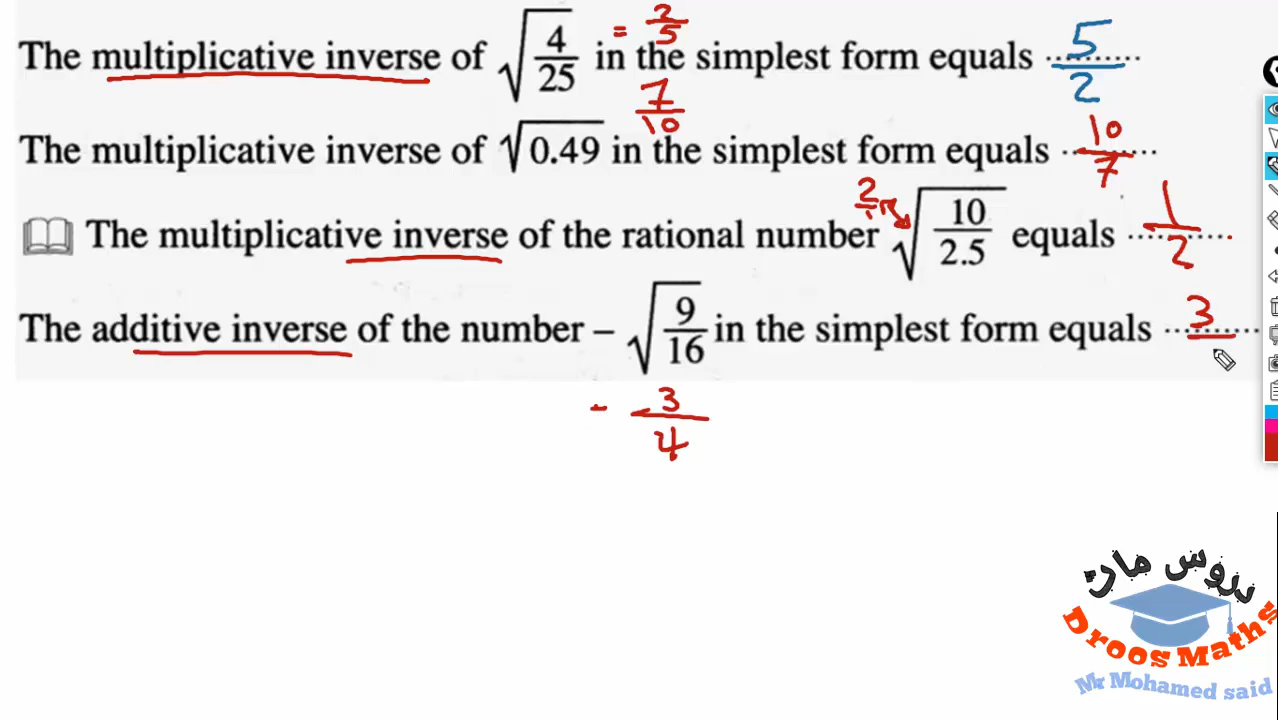 The multiplicative inverse of √(4/25) = 2/5 in the simplest form equals 5/2
The multiplicative inverse of √0.49 7/10 in the simplest form equals 10/7
The multiplicative inverse of the rational number 2/1 √(10/2.5) equals 1/2
The additive inverse of the number – √(9/16) in the simplest form equals 3
- 3/4
دروس ماث
Droos Maths
Mr Mohamed said